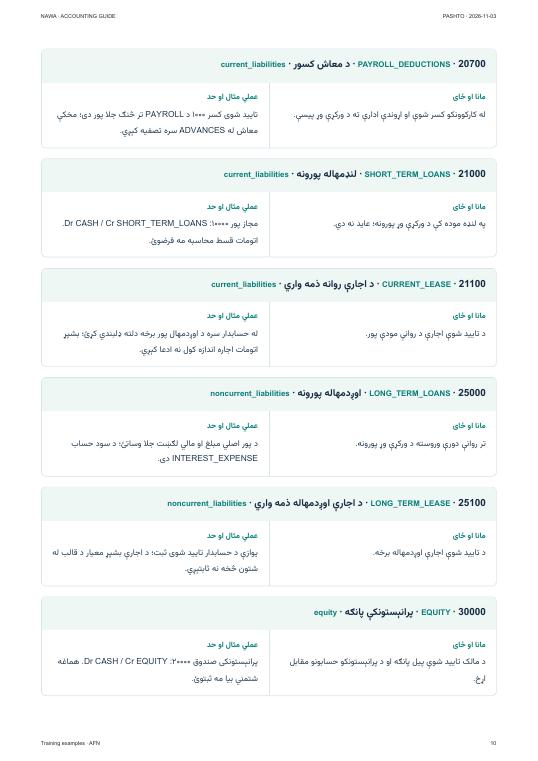 NAWA · ACCOUNTING GUIDE
PASHTO · 2026-11-03
20700 · PAYROLL_DEDUCTIONS · د معاش کسور · current_liabilities
مانا او ځای
له کارکوونکو کسر شوې او اړوندې ادارې ته د ورکړې وړ پیسې.
عملي مثال او حد
تایید شوی کسر ۱۰۰۰ د PAYROLL تر څنګ جلا پور دی؛ مخکې
معاش له ADVANCES سره تصفیه کېږي.
21000 · SHORT_TERM_LOANS · لنډمهاله پورونه · current_liabilities
مانا او ځای
په لنډه موده کې د ورکړې وړ پورونه؛ عاید نه دي.
عملي مثال او حد
مجاز پور ۱۰۰۰۰: Dr CASH / Cr SHORT_TERM_LOANS.
اتومات قسط محاسبه مه فرضوئ.
21100 · CURRENT_LEASE · د اجارې روانه ذمه واري · current_liabilities
مانا او ځای
د تایید شوې اجارې د روانې مودې پور.
عملي مثال او حد
له حسابدار سره د اوږدمهال پور برخه دلته ډلبندي کړئ؛ بشپړ
اتومات اجاره اندازه کول نه ادعا کېږي.
25000 · LONG_TERM_LOANS · اوږدمهاله پورونه · noncurrent_liabilities
مانا او ځای
تر روانې دورې وروسته د ورکړې وړ پورونه.
عملي مثال او حد
د پور اصلي مبلغ او مالي لګښت جلا وساتئ؛ د سود حساب
INTEREST_EXPENSE دی.
25100 · LONG_TERM_LEASE · د اجارې اوږدمهاله ذمه واري · noncurrent_liabilities
مانا او ځای
د تایید شوې اجارې اوږدمهاله برخه.
عملي مثال او حد
یوازې د حسابدار تایید شوی ثبت؛ د اجارې بشپړ معیار د قالب له
شتون څخه نه ثابتېږي.
30000 · EQUITY · پرانېستونکې پانګه · equity
مانا او ځای
د مالک تایید شوې پیل پانګه او د پرانېستونکو حسابونو مقابل
اړخ.
عملي مثال او حد
پرانېستونکی صندوق ۲۰۰۰۰: Dr CASH / Cr EQUITY. هماغه
شتمني بیا مه ثبتوئ.
Training examples · AFN
10